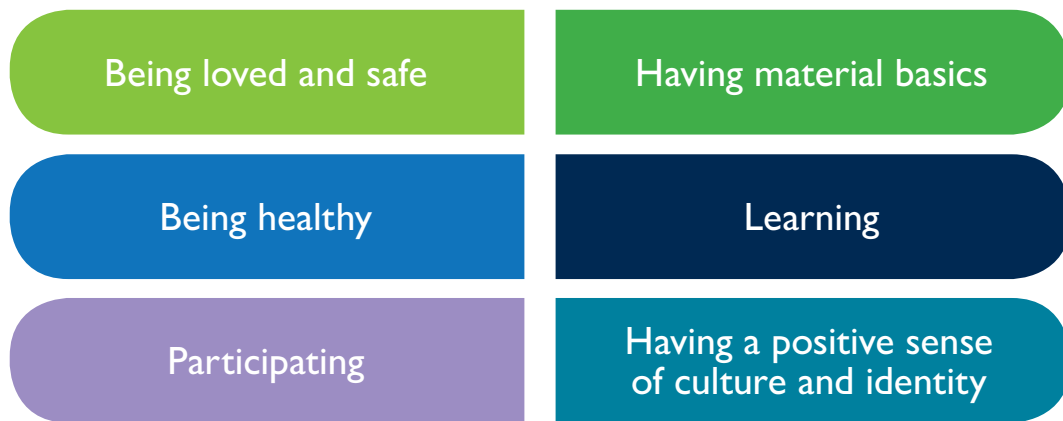 Being loved and safe
Having material basics
Being healthy
Learning
Participating
Having a positive sense
of culture and identity